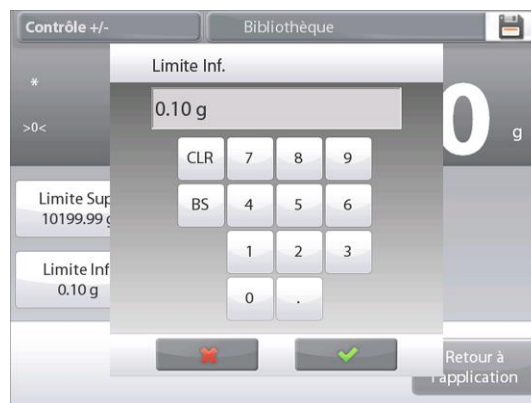 Contrôle +/-
Bibliothèque
Limite Inf.
0.10 g
*
>0<
0
g
CLR
7
8
9
BS
4
5
6
1
2
3
0
.
Limite Sup
10199.99 g
Limite Inf
0.10 g
Retour à
l'application